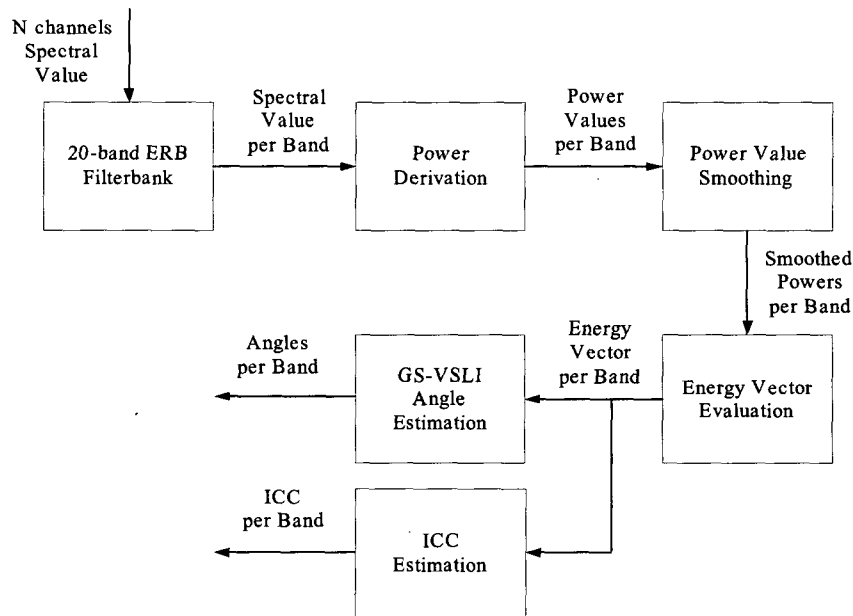 N channels
Spectral
Value
20-band ERB
Filterbank
Spectral
Value
per Band
Power
Derivation
Power
Values
per Band
Power Value
Smoothing
Smoothed
Powers
per Band
Energy Vector
Evaluation
Energy
Vector
per Band
GS-VSLI
Angle
Estimation
Angles
per Band
ICC
Estimation
ICC
per Band